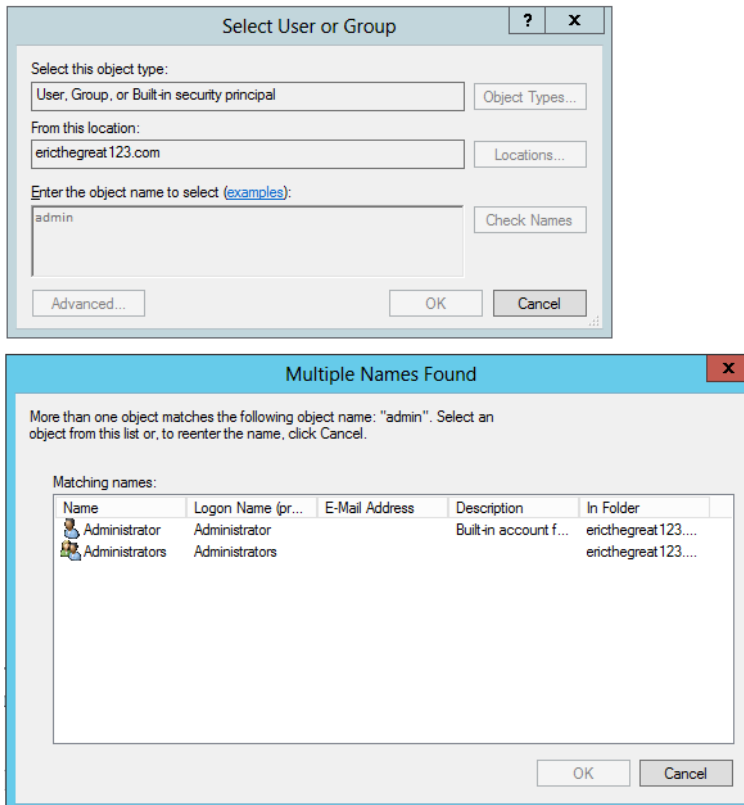 Select User or Group
? x
Select this object type:
User, Group, or Built-in security principal
Object Types...
From this location:
ericthegreat123.com
Locations...
Enter the object name to select (examples):
admin
Check Names
Advanced...
OK
Cancel
Multiple Names Found
x
More than one object matches the following object name: "admin". Select an
object from this list or, to reenter the name, click Cancel.
Matching names:
Name Logon Name (pr... E-Mail Address Description In Folder
Administrator Administrator Built-in account f... ericthegreat123....
Administrators Administrators ericthegreat123....
OK
Cancel